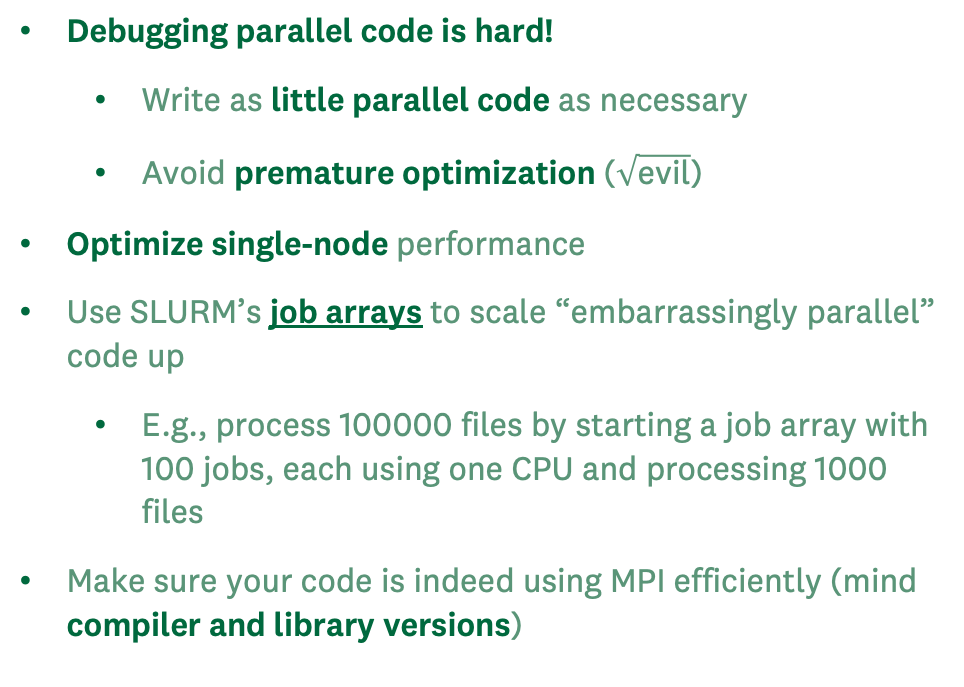 • Debugging parallel code is hard!
• Write as little parallel code as necessary
• Avoid premature optimization (√evil)
• Optimize single-node performance
• Use SLURM’s job arrays to scale “embarrassingly parallel”
code up
• E.g., process 100000 files by starting a job array with
100 jobs, each using one CPU and processing 1000
files
• Make sure your code is indeed using MPI efficiently (mind
compiler and library versions)